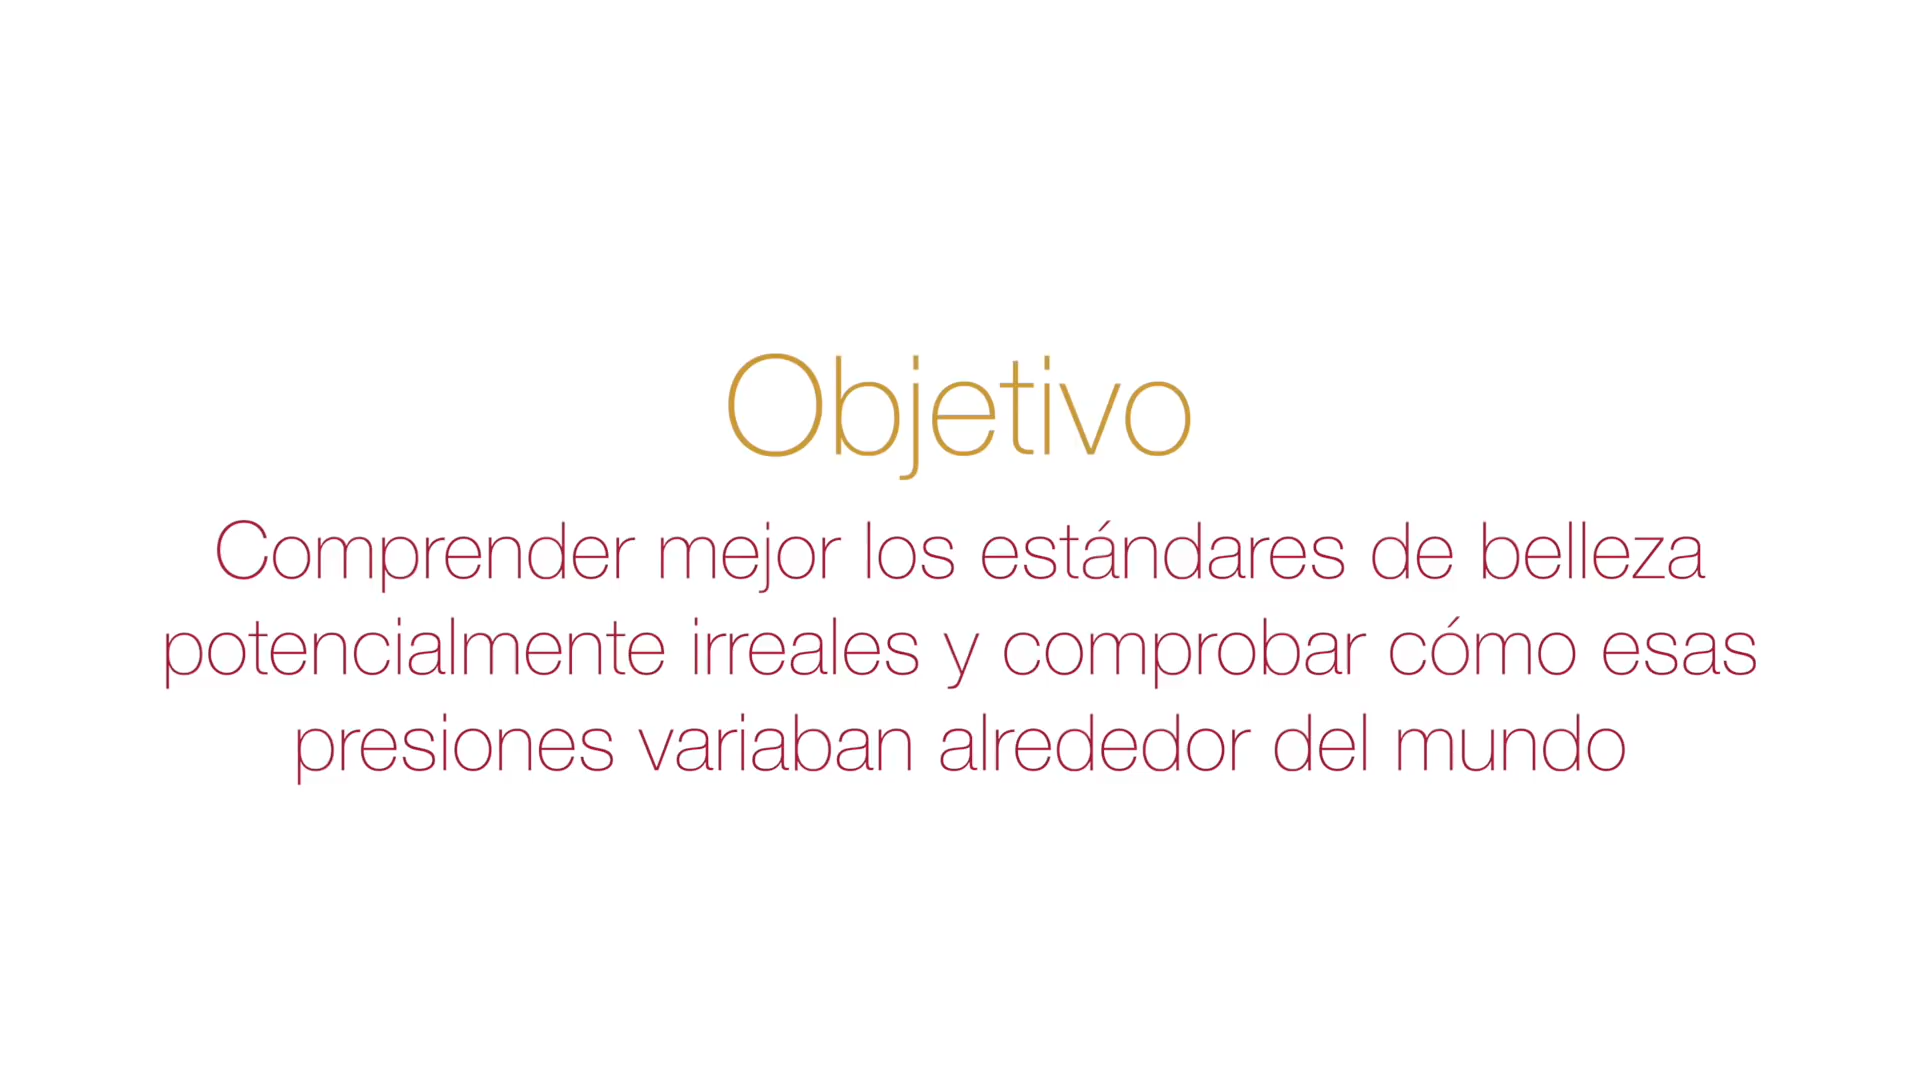 Objetivo
Comprender mejor los estándares de belleza
potencialmente irreales y comprobar cómo esas
presiones variaban alrededor del mundo